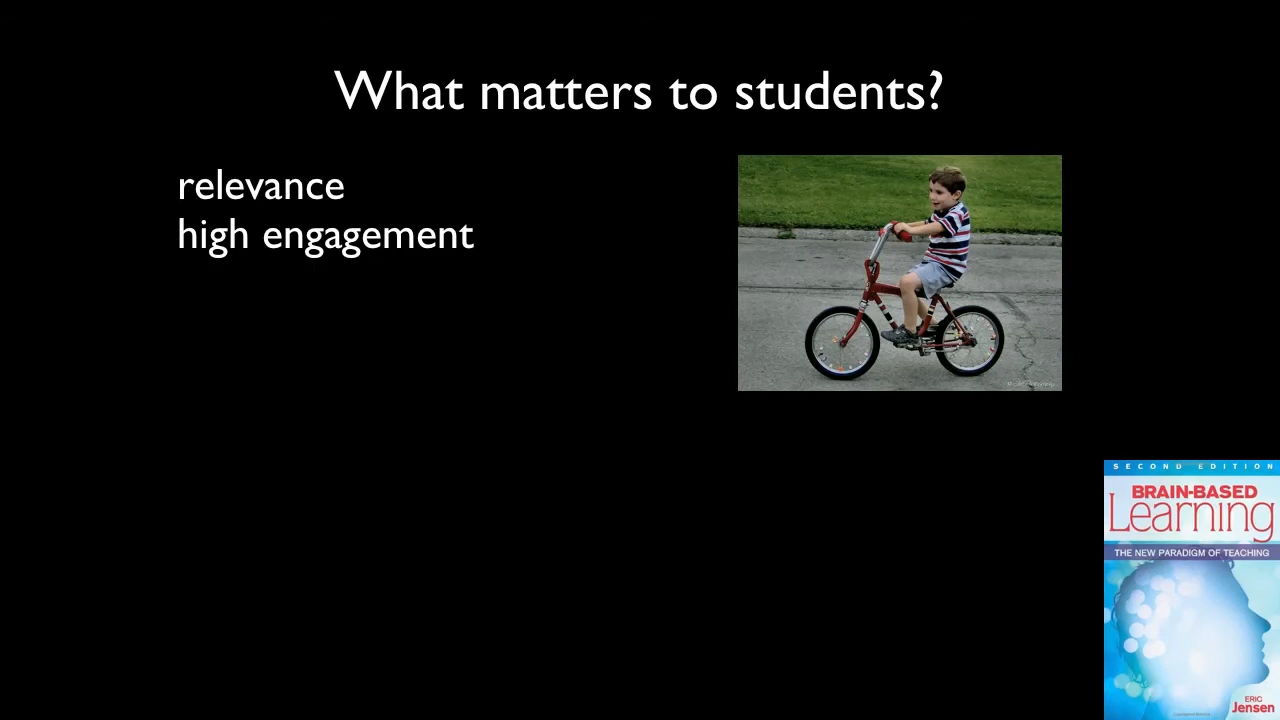 What matters to students?
relevance
high engagement
SECOND EDITION
BRAIN-BASED
Learning
THE NEW PARADIGM OF TEACHING
ERIC
Jensen